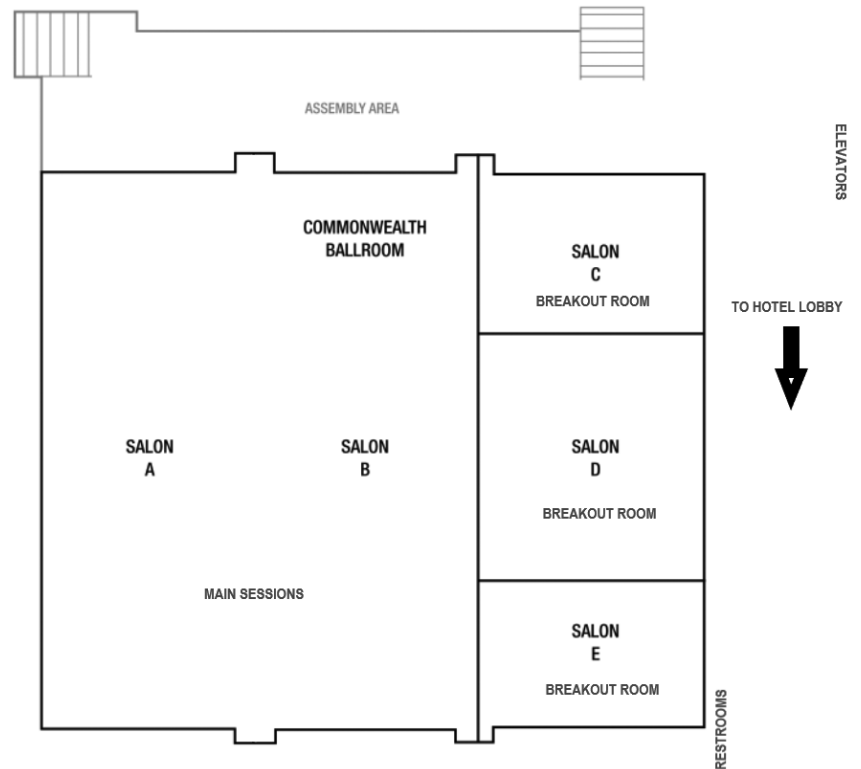 ASSEMBLY AREA
ELEVATORS
COMMONWEALTH
BALLROOM
SALON
C
BREAKOUT ROOM
TO HOTEL LOBBY
SALON
A
SALON
B
SALON
D
BREAKOUT ROOM
MAIN SESSIONS
SALON
E
BREAKOUT ROOM
RESTROOMS